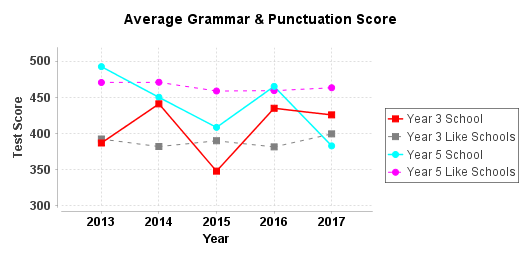 Average Grammar & Punctuation Score
500
450
400
350
300
Test Score
2013 2014 2015 2016 2017
Year
Year 3 School
Year 3 Like Schools
Year 5 School
Year 5 Like Schools